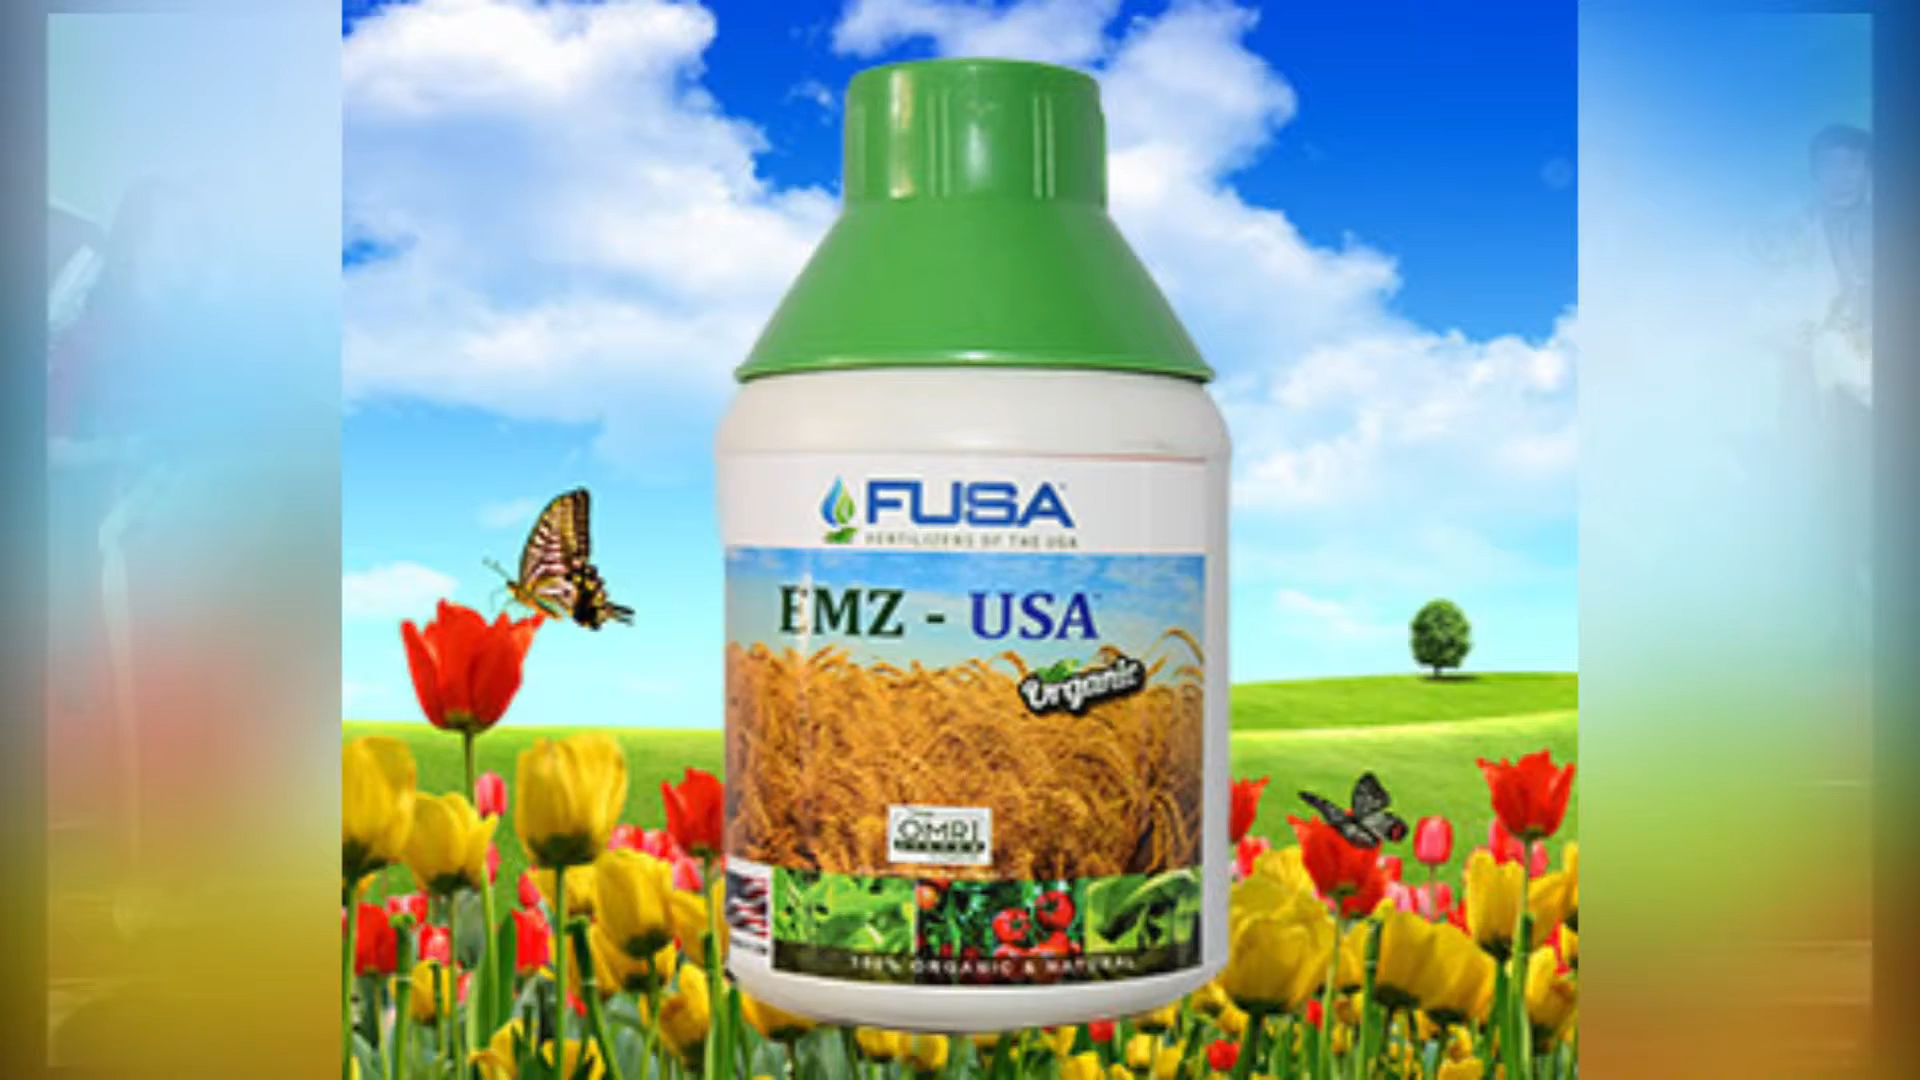 FUSA
FERTILIZERS OF THE USA
EMZ - USA
Organic
OMRI
100% ORGANIC & NATURAL